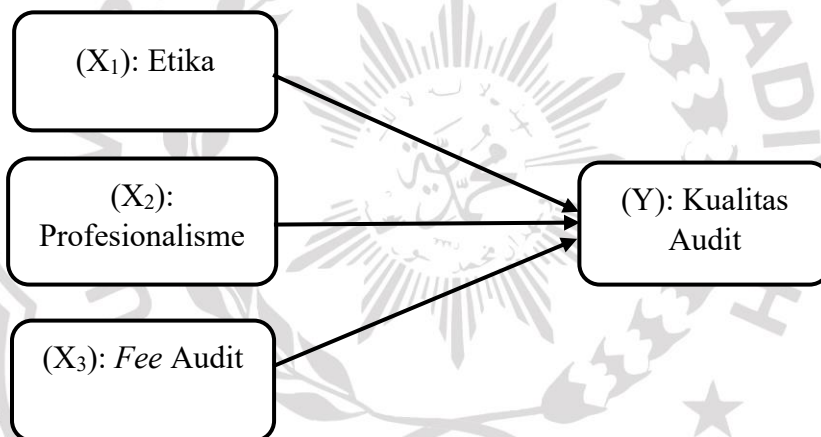 (X₁): Etika
(X₂):
Profesionalisme
(X₃): Fee Audit
(Y): Kualitas
Audit